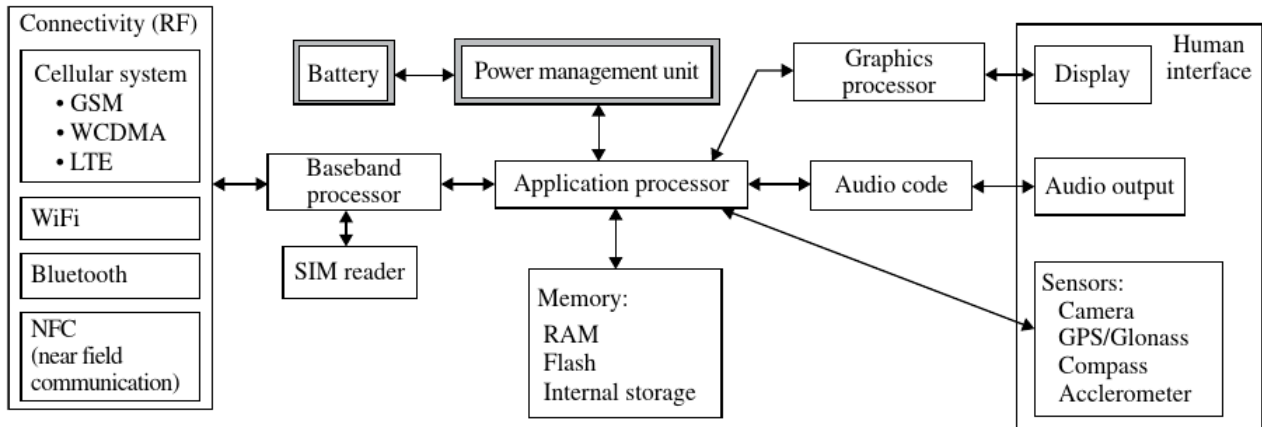 Connectivity (RF)
Cellular system
• GSM
• WCDMA
• LTE
WiFi
Bluetooth
NFC
(near field
communication)
Battery
Power management unit
Baseband
processor
SIM reader
Application processor
Memory:
RAM
Flash
Internal storage
Graphics
processor
Audio code
Human
interface
Display
Audio output
Sensors:
Camera
GPS/Glonass
Compass
Acclerometer